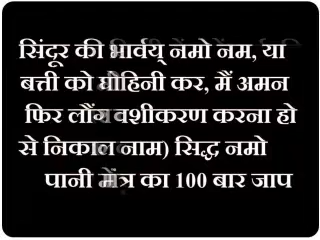 सिंदूर की भार्वय् नमो नम, या
बत्ती को घोहिनी कर, मैं अमन
फिर लौंग वशीकरण करना हो
से निकाल नाम) सिद्ध नमो
पानी मेंत्र का 100 बार जाप